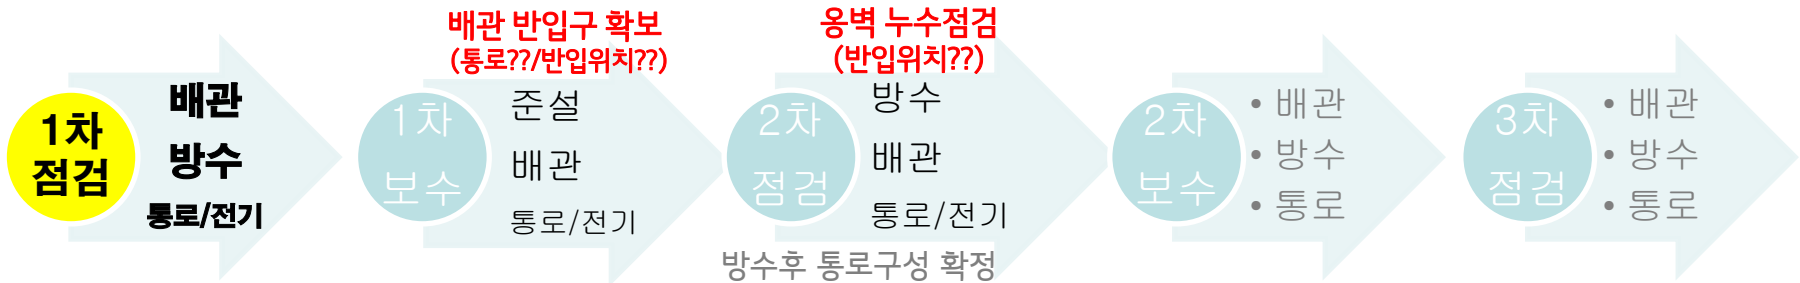 1차
점검
배관
방수
통로/전기
배관 반입구 확보
(통로??/반입위치??)
1차
보수
준설
배관
통로/전기
옹벽 누수점검
(반입위치??)
2차
점검
방수
배관
통로/전기
방수후 통로구성 확정
2차
보수
• 배관
• 방수
• 통로
3차
점검
• 배관
• 방수
• 통로